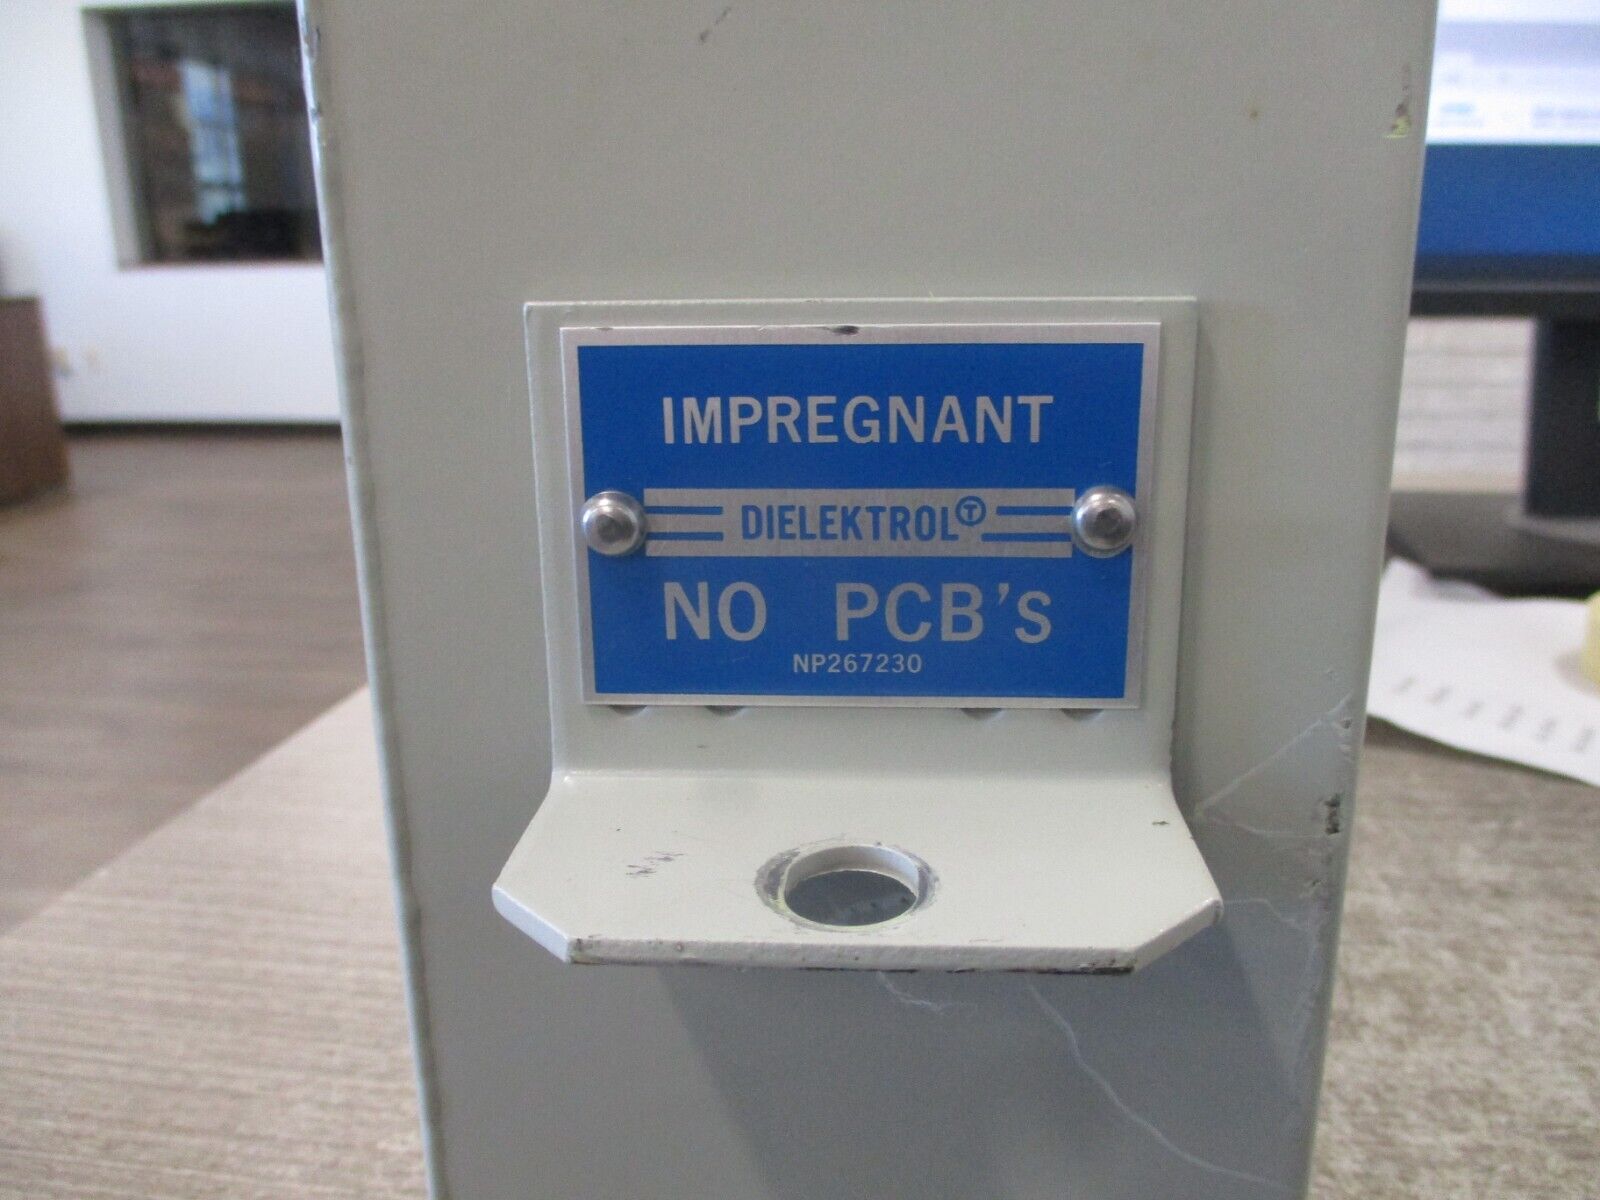 IMPREGNANT
DIELEKTROL Ⓣ
NO PCB's
NP267230